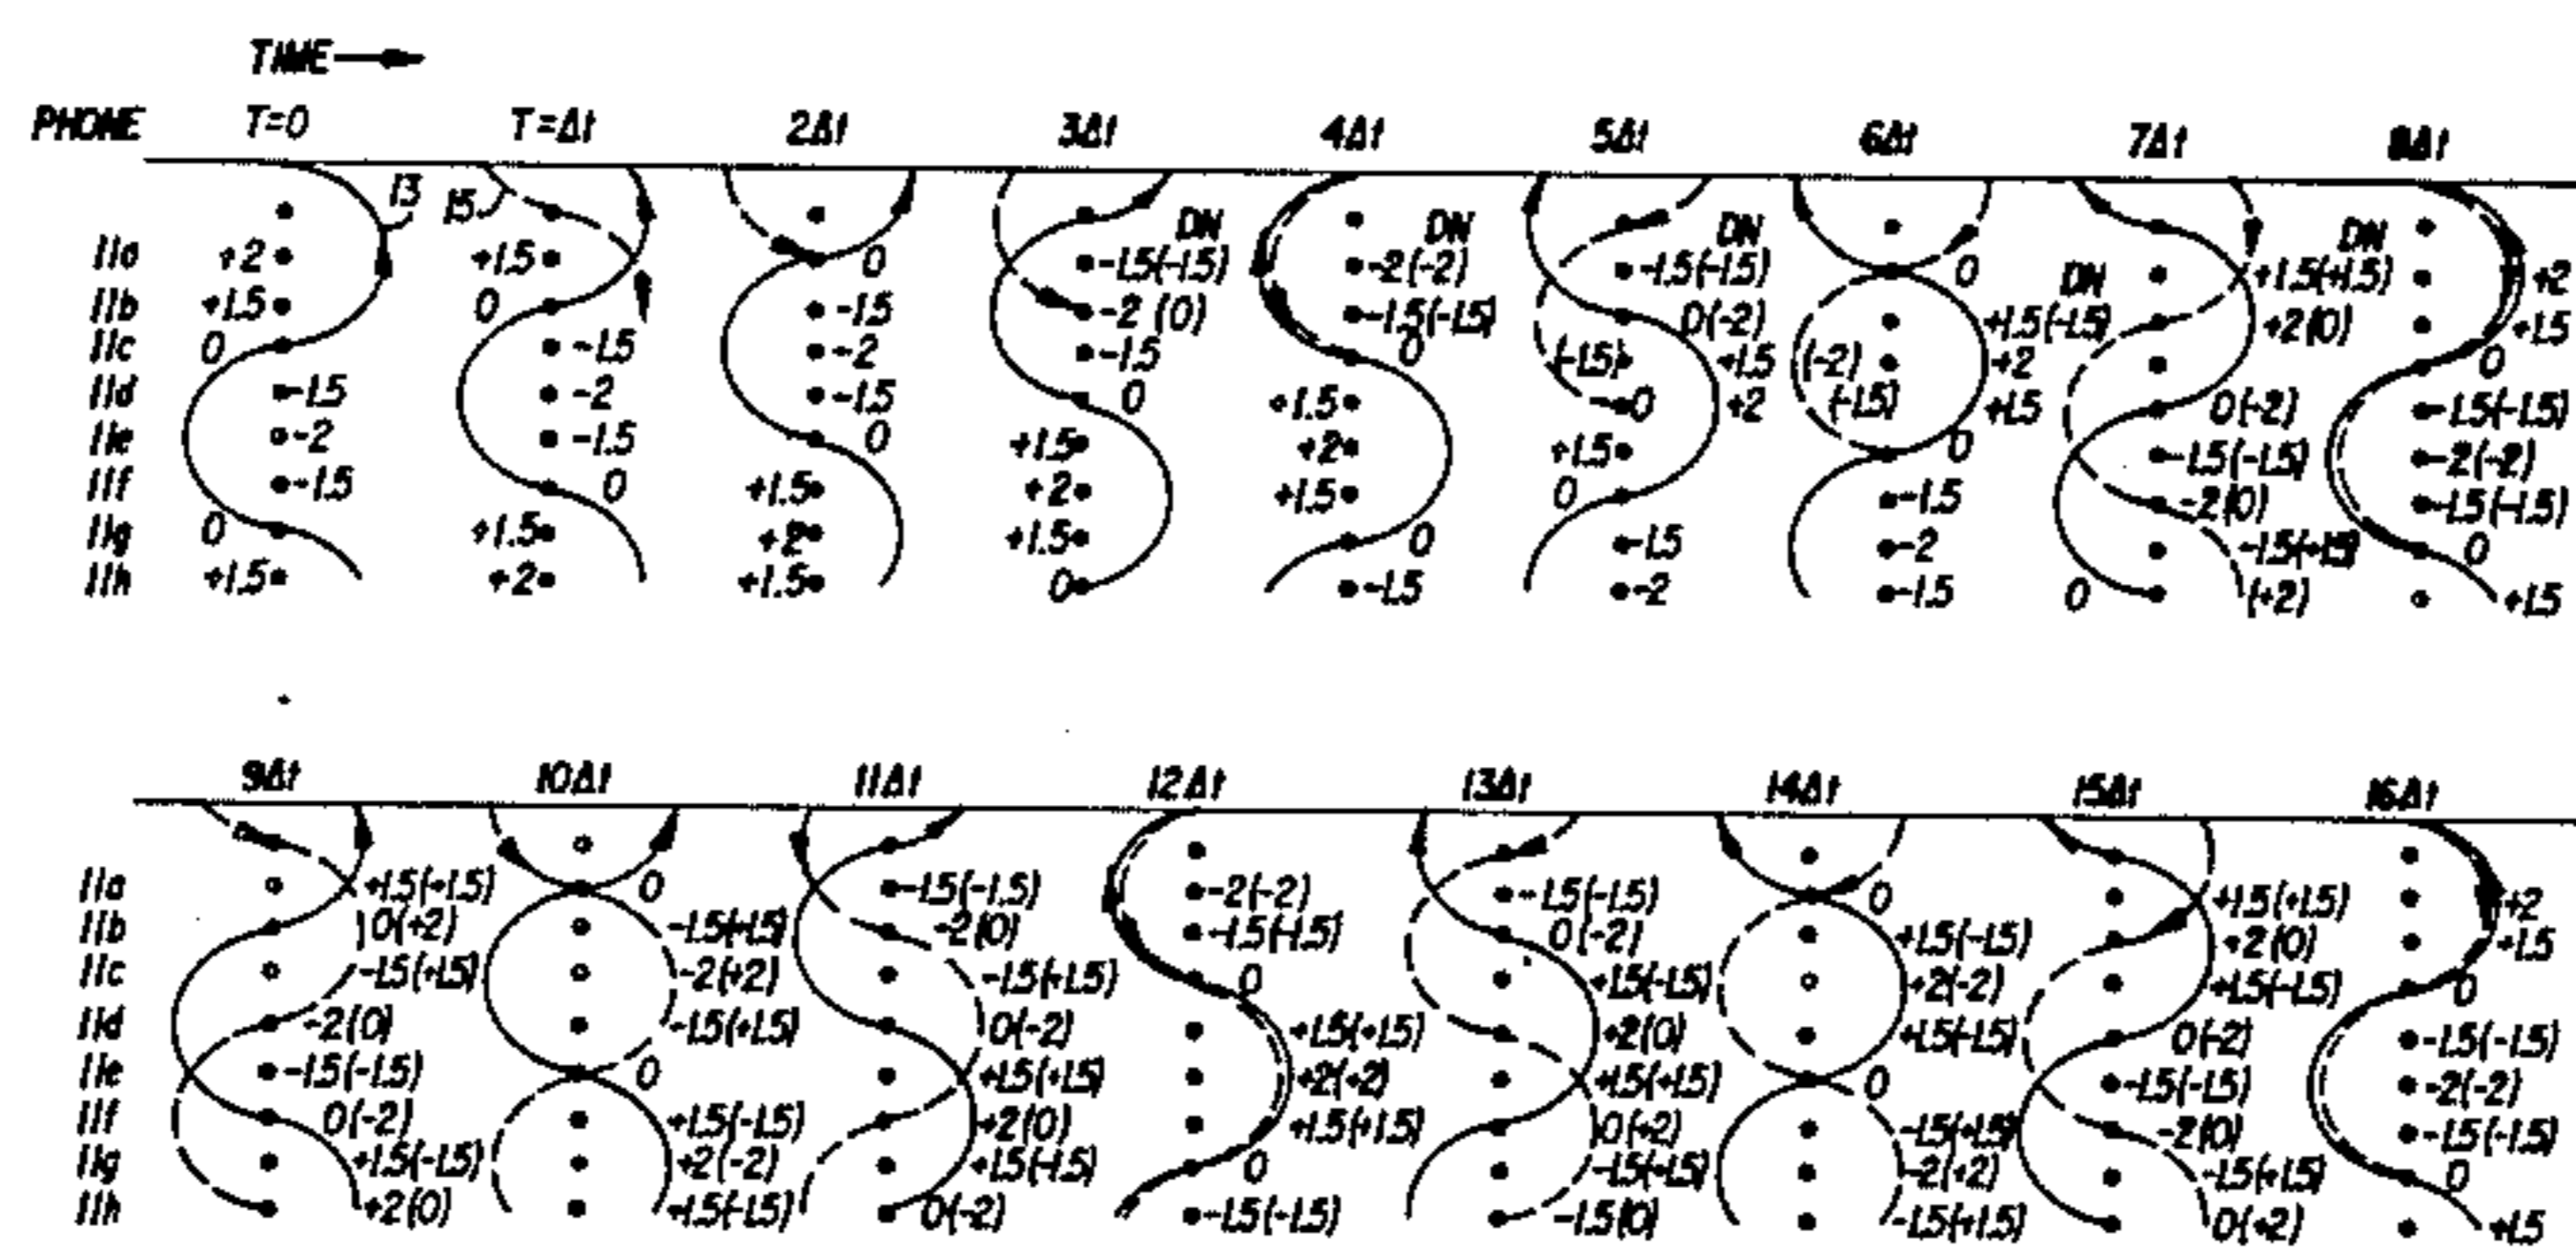 TIME
PHONE T=0 T=Δt 2Δt 3Δt 4Δt 5Δt 6Δt 7Δt 8Δt
13 15 DN DN DN DN
11a +2 +1.5 0 -1.5(-1.5) -2(-2) -1.5(-1.5) 0 DN +1.5(+1.5) +2
11b +1.5 0 -1.5 -2 (0) -1.5(-1.5) 0(-2) +1.5(-1.5) +2(0) +1.5
11c 0 -1.5 -2 -1.5 0 (-1.5) +1.5 (-2) +2 0
11d -1.5 -2 -1.5 0 +1.5 0 +2 (-1.5) +1.5 0(-2) -1.5(-1.5)
11e -2 -1.5 0 +1.5 +2 +1.5 0 -1.5(-1.5) -2(-2)
11f -1.5 0 +1.5 +2 +1.5 0 -1.5 -2(0) -1.5(-1.5)
11g 0 +1.5 +2 +1.5 0 -1.5 -2 -1.5(+1.5) 0
11h +1.5 +2 +1.5 0 -1.5 -2 -1.5 0 (+2) +1.5
9Δt 10Δt 11Δt 12Δt 13Δt 14Δt 15Δt 16Δt
11a +1.5(+1.5) 0 -1.5(-1.5) -2(-2) -1.5(-1.5) 0 +1.5(+1.5) +2
11b 0(+2) -1.5(+1.5) -2(0) -1.5(-1.5) 0(-2) +1.5(-1.5) +2(0) +1.5
11c -1.5(+1.5) -2(+2) -1.5(+1.5) 0 +1.5(-1.5) +2(-2) +1.5(-1.5) 0
11d -2(0) -1.5(+1.5) 0(-2) +1.5(+1.5) +2(0) +1.5(-1.5) 0(-2) -1.5(-1.5)
11e -1.5(-1.5) 0 +1.5(+1.5) +2(+2) +1.5(+1.5) 0 -1.5(-1.5) -2(-2)
11f 0(-2) +1.5(-1.5) +2(0) +1.5(+1.5) 0(+2) -1.5(+1.5) -2(0) -1.5(-1.5)
11g +1.5(-1.5) +2(-2) +1.5(-1.5) 0 -1.5(+1.5) -2(+2) -1.5(+1.5) 0
11h +2(0) +1.5(-1.5) 0(-2) -1.5(-1.5) -1.5(0) -1.5(+1.5) 0(+2) +1.5